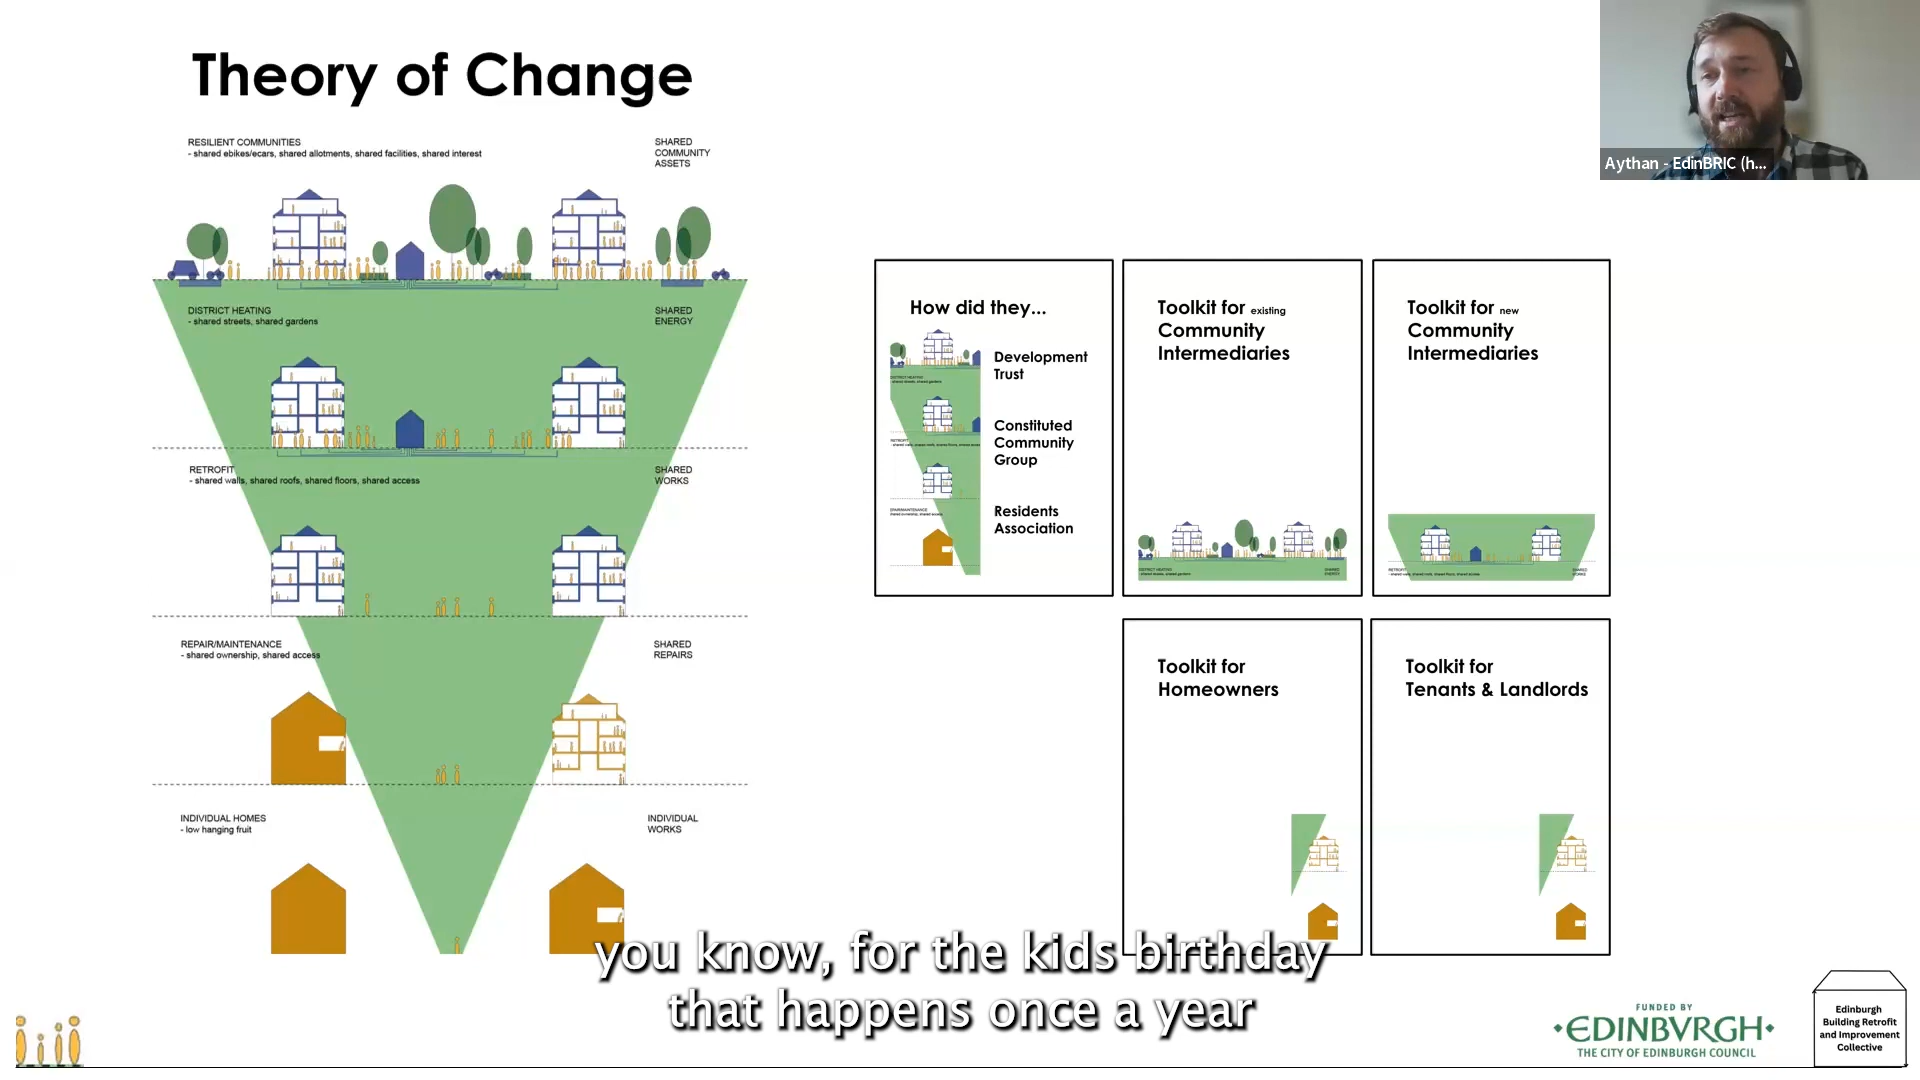 Theory of Change
RESILIENT COMMUNITIES
- shared ebikes/ecars, shared allotments, shared facilities, shared interest
SHARED
COMMUNITY
ASSETS
DISTRICT HEATING
- shared streets, shared gardens
SHARED
ENERGY
RETROFIT
- shared walls, shared roofs, shared floors, shared access
SHARED
WORKS
REPAIR/MAINTENANCE
- shared ownership, shared access
SHARED
REPAIRS
INDIVIDUAL HOMES
- low hanging fruit
INDIVIDUAL
WORKS
How did they...
Development
Trust
Constituted
Community
Group
Residents
Association
Toolkit for existing
Community
Intermediaries
Toolkit for new
Community
Intermediaries
Toolkit for
Homeowners
Toolkit for
Tenants & Landlords
Aythan - EdinBRIC (h...
you know, for the kids birthday
that happens once a year
FUNDED BY
·EDINBVRGH·
THE CITY OF EDINBURGH COUNCIL
Edinburgh
Building Retrofit
and Improvement
Collective